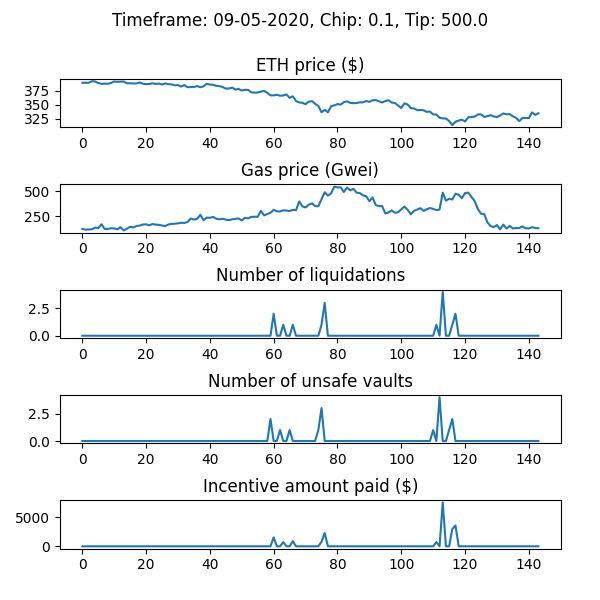 Timeframe: 09-05-2020, Chip: 0.1, Tip: 500.0
ETH price ($)
375
350
325
0 20 40 60 80 100 120 140
Gas price (Gwei)
500
250
0 20 40 60 80 100 120 140
Number of liquidations
2.5
0.0
0 20 40 60 80 100 120 140
Number of unsafe vaults
2.5
0.0
0 20 40 60 80 100 120 140
Incentive amount paid ($)
5000
0
0 20 40 60 80 100 120 140